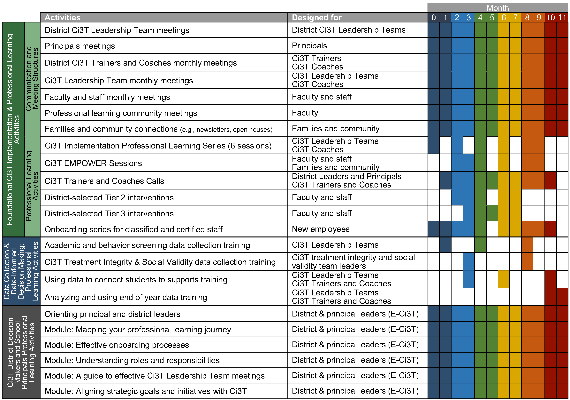 Month
Activities Designed for 0 1 2 3 4 5 6 7 8 9 10 11
Foundational Ci3T Implementation & Professional Learning
Activities
Communication and
Meeting Structures
District Ci3T Leadership Team meetings District Ci3T Leadership Teams
Principals meetings Principals
District Ci3T Trainers and Coaches monthly meetings Ci3T Trainers
Ci3T Coaches
Ci3T Leadership Team monthly meetings Ci3T Leadership Teams
Ci3T Coaches
Faculty and staff monthly meetings Faculty and staff
Professional learning community meetings Faculty
Families and community connections (e.g., newsletters, open houses) Families and community
Professional Learning
Activities
Ci3T Implementation Professional Learning Series (6 sessions) Ci3T Leadership Teams
Ci3T Coaches
Ci3T EMPOWER Sessions Faculty and staff
Families and community
Ci3T Trainers and Coaches Calls District Leaders and Principals
Ci3T Trainers and Coaches
District-selected Tier 2 interventions Faculty and staff
District-selected Tier 3 interventions Faculty and staff
Onboarding series for classified and certified staff New employees
Data Collection &
Data-Informed
Decision Making:
Professional
Learning Activities
Academic and behavior screening data collection training Ci3T Leadership Teams
Ci3T Treatment Integrity & Social Validity data collection training Ci3T treatment integrity and social
validity team leaders
Using data to connect students to supports training Ci3T Leadership Teams
Ci3T Trainers and Coaches
Analyzing and using end of year data training Ci3T Leadership Teams
Ci3T Trainers and Coaches
Ci3T District Decision
Makers and School
Principals Professional
Learning Activities
Orienting principal and district leaders District & principal leaders (E-Ci3T)
Module: Mapping your professional learning journey District & principal leaders (E-Ci3T)
Module: Effective onboarding processes District & principal leaders (E-Ci3T)
Module: Understanding roles and responsibilities District & principal leaders (E-Ci3T)
Module: A guide to effective Ci3T Leadership Team meetings District & principal leaders (E-Ci3T)
Module: Aligning strategic goals and initiatives with Ci3T District & principal leaders (E-Ci3T)